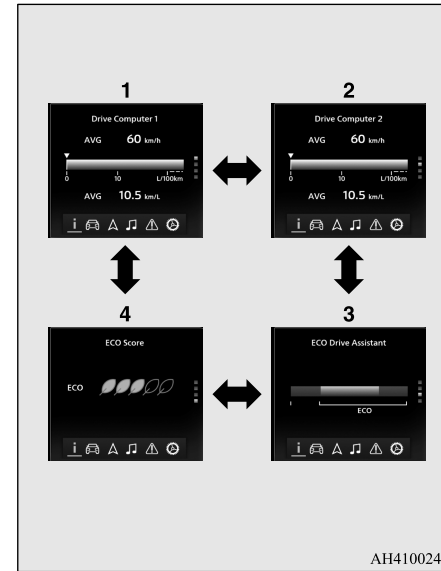 1
Drive Computer 1
AVG 60 km/h
0 10 L/100km
AVG 10.5 km/L
2
Drive Computer 2
AVG 60 km/h
0 10 L/100km
AVG 10.5 km/L
4
ECO Score
ECO
3
ECO Drive Assistant
ECO
AH410024